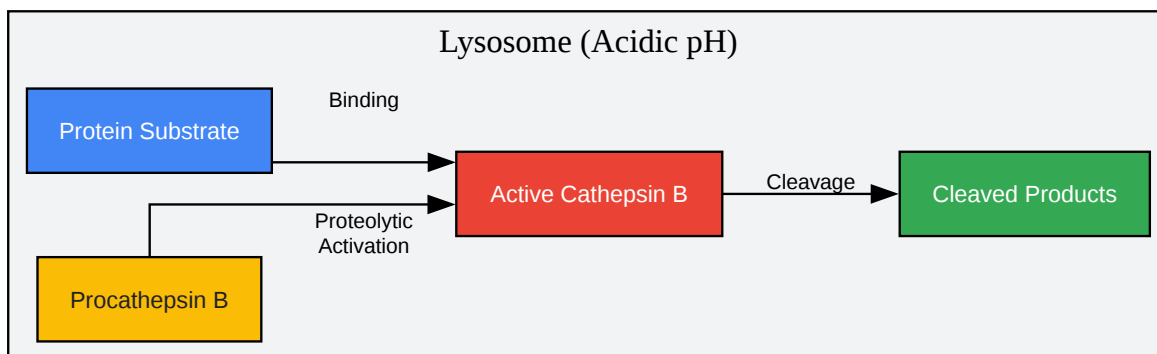 Lysosome (Acidic pH)
Protein Substrate
Binding
Active Cathepsin B
Cleavage
Cleaved Products
Proteolytic
Activation
Procathepsin B